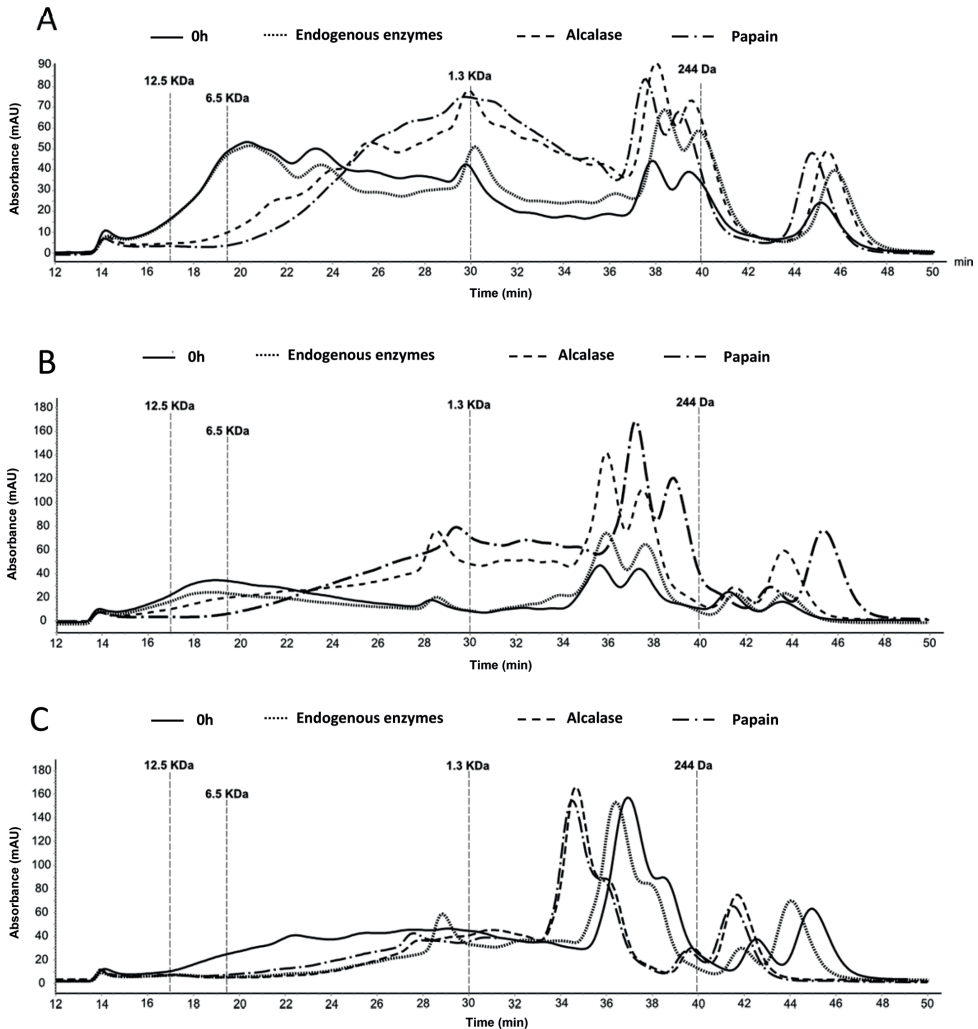 A
0h Endogenous enzymes Alcalase Papain
90
80
70
60
50
40
30
20
10
0
Absorbance (mAU)
12.5 KDa
6.5 KDa
1.3 KDa
244 Da
12 14 16 18 20 22 24 26 28 30 32 34 36 38 40 42 44 46 48 50 min
Time (min)
B
0h Endogenous enzymes Alcalase Papain
180
160
140
120
100
80
60
40
20
0
Absorbance (mAU)
12.5 KDa
6.5 KDa
1.3 KDa
244 Da
12 14 16 18 20 22 24 26 28 30 32 34 36 38 40 42 44 46 48 50
Time (min)
C
0h Endogenous enzymes Alcalase Papain
180
160
140
120
100
80
60
40
20
0
Absorbance (mAU)
12.5 KDa
6.5 KDa
1.3 KDa
244 Da
12 14 16 18 20 22 24 26 28 30 32 34 36 38 40 42 44 46 48 50
Time (min)